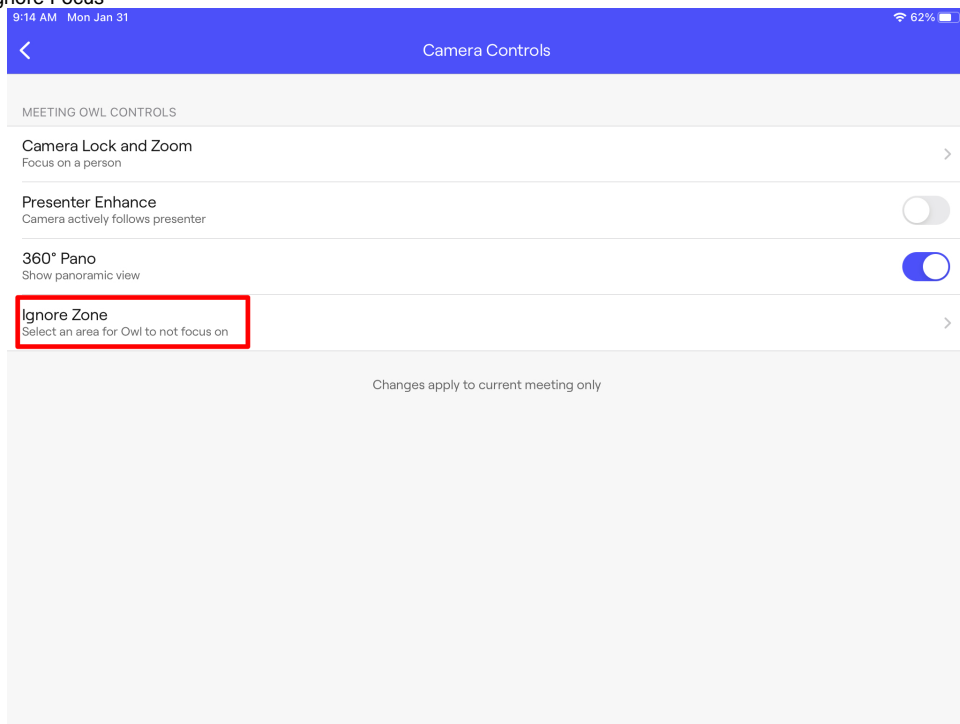 Ignore Focus
9:14 AM Mon Jan 31 62%
Camera Controls
MEETING OWL CONTROLS
Camera Lock and Zoom
Focus on a person
Presenter Enhance
Camera actively follows presenter
360° Pano
Show panoramic view
Ignore Zone
Select an area for Owl to not focus on
Changes apply to current meeting only